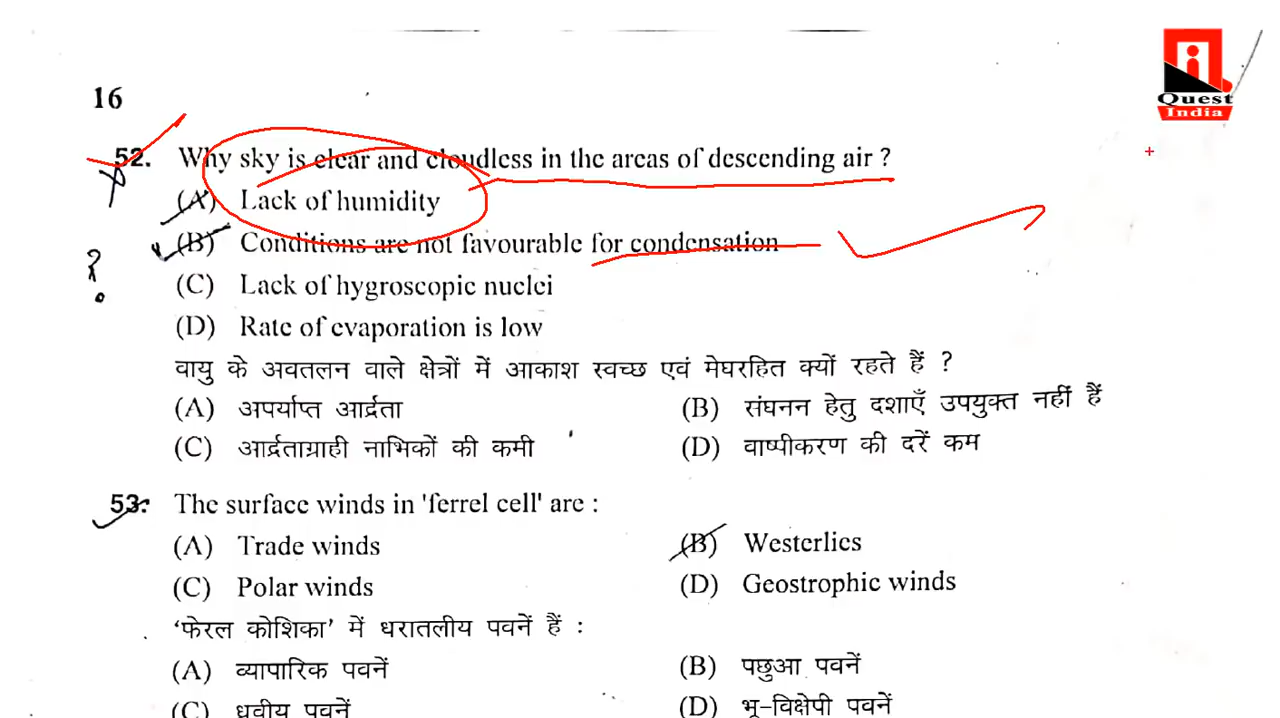 16
Quest
India
52. Why sky is clear and cloudless in the areas of descending air ?
(A) Lack of humidity
(B) Conditions are not favourable for condensation
(C) Lack of hygroscopic nuclei
(D) Rate of evaporation is low
वायु के अवतलन वाले क्षेत्रों में आकाश स्वच्छ एवं मेघरहित क्यों रहते हैं ?
(A) अपर्याप्त आर्द्रता (B) संघनन हेतु दशाएँ उपयुक्त नहीं हैं
(C) आर्द्रताग्राही नाभिकों की कमी (D) वाष्पीकरण की दरें कम
53. The surface winds in 'ferrel cell' are :
(A) Trade winds (B) Westerlies
(C) Polar winds (D) Geostrophic winds
‘फेरल कोशिका’ में धरातलीय पवनें हैं :
(A) व्यापारिक पवनें (B) पछुआ पवनें
(C) ध्रुवीय पवनें (D) भू-विक्षेपी पवनें